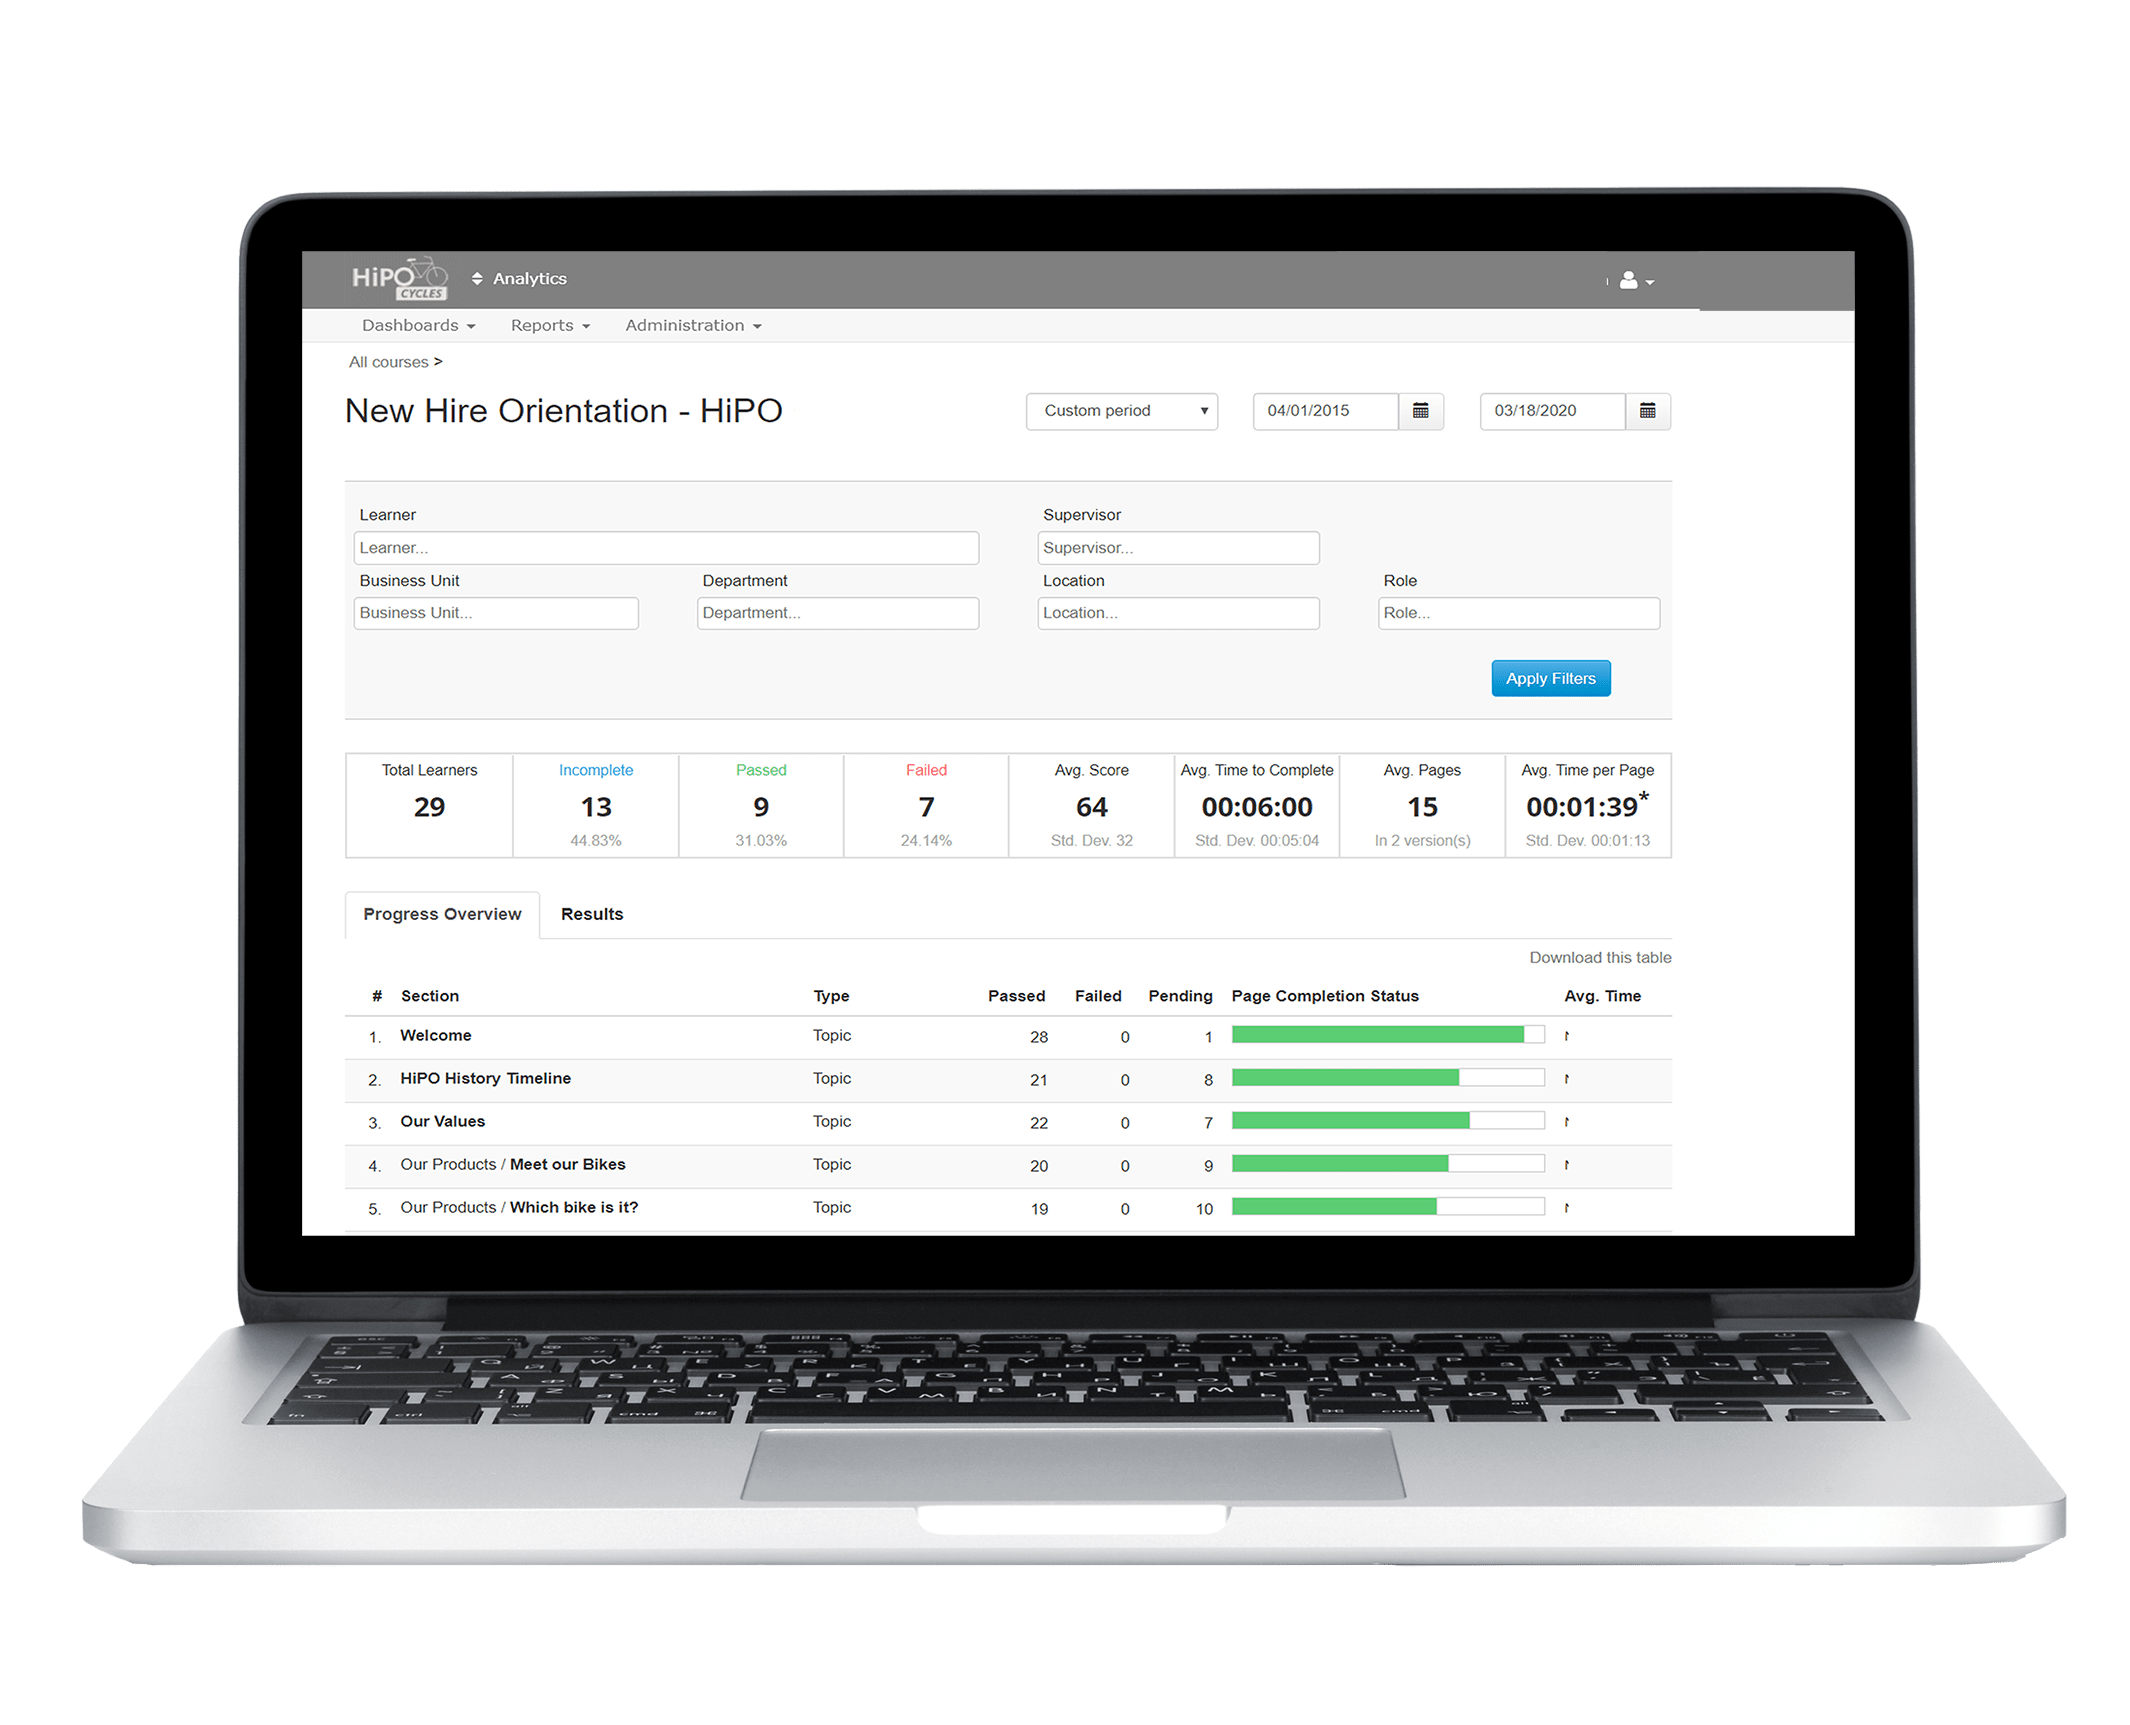 HiPO CYCLES Analytics
Dashboards Reports Administration
All courses >
New Hire Orientation - HiPO Custom period 04/01/2015 03/18/2020
Learner Supervisor
Learner... Supervisor...
Business Unit Department Location Role
Business Unit... Department... Location... Role...
Apply Filters
Total Learners Incomplete Passed Failed Avg. Score Avg. Time to Complete Avg. Pages Avg. Time per Page
29 13 9 7 64 00:06:00 15 00:01:39*
44.83% 31.03% 24.14% Std. Dev. 32 Std. Dev. 00:05:04 In 2 version(s) Std. Dev. 00:01:13
Progress Overview Results
Download this table
# Section Type Passed Failed Pending Page Completion Status Avg. Time
1. Welcome Topic 28 0 1
2. HiPO History Timeline Topic 21 0 8
3. Our Values Topic 22 0 7
4. Our Products / Meet our Bikes Topic 20 0 9
5. Our Products / Which bike is it? Topic 19 0 10
esc
Q W E R T Y U I O P
A S D F G H J K L
Z X C V B N M
fn ctrl alt cmd cmd alt